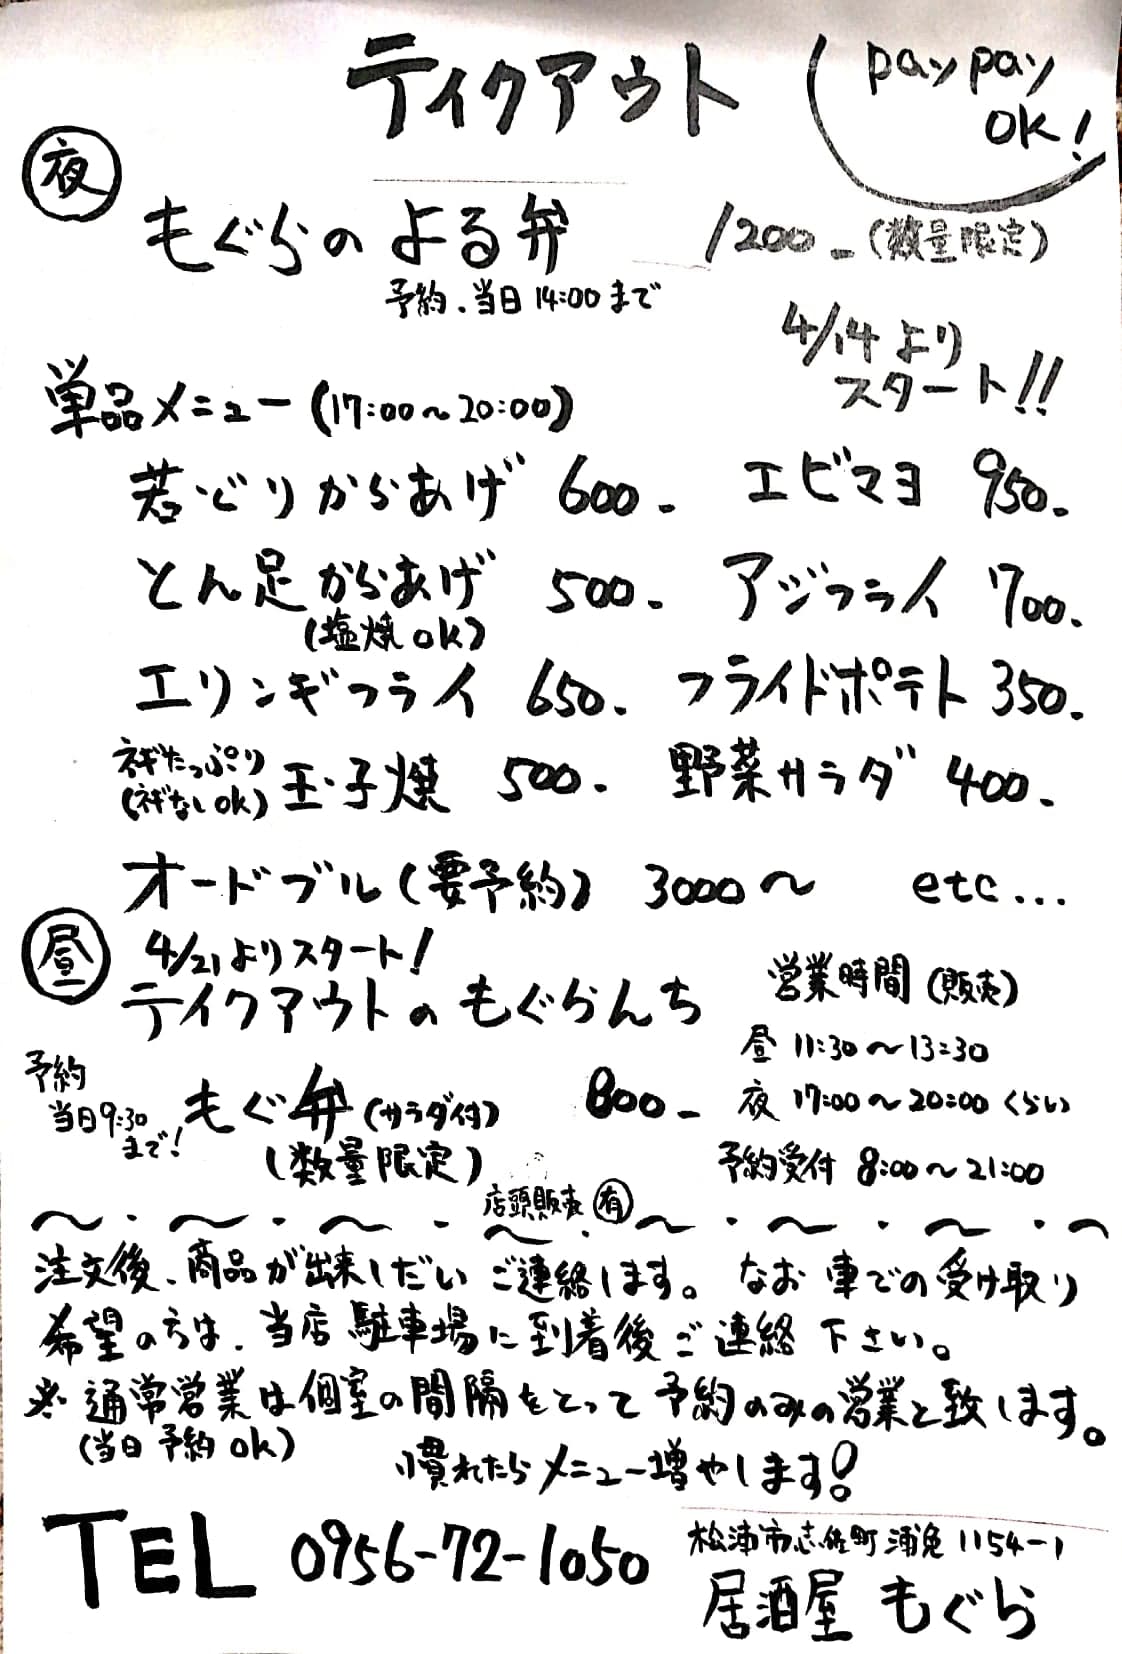 テイクアウト
paypay
OK!
夜
もぐらのよる弁 1200-(数量限定)
予約.当日14:00まで
4/14より
スタート!!
単品メニュー(17:00～20:00)
若どりからあげ 600. エビマヨ 950.
とん足からあげ 500. アジフライ 700.
(塩焼OK)
エリンギフライ 650. フライドポテト 350.
ネギたっぷり
(ネギなしOK) 玉子焼 500. 野菜サラダ 400.
オードブル(要予約) 3000～ etc...
昼
4/21よりスタート!
テイクアウトのもぐらんち
予約
当日9:30
まで!
もぐ弁(サラダ付) 800-
(数量限定)
営業時間(販売)
昼 11:30～13:30
夜 17:00～20:00くらい
予約受付 8:00～21:00
店頭販売 有
注文後、商品が出来しだいご連絡します。なお車での受け取り
希望の方は、当店駐車場に到着後ご連絡下さい。
※通常営業は個室の間隔をとって予約のみの営業と致します。
(当日予約OK)
慣れたらメニュー増やします!
TEL 0956-72-1050
松浦市志佐町浦免1154-1
居酒屋 もぐら